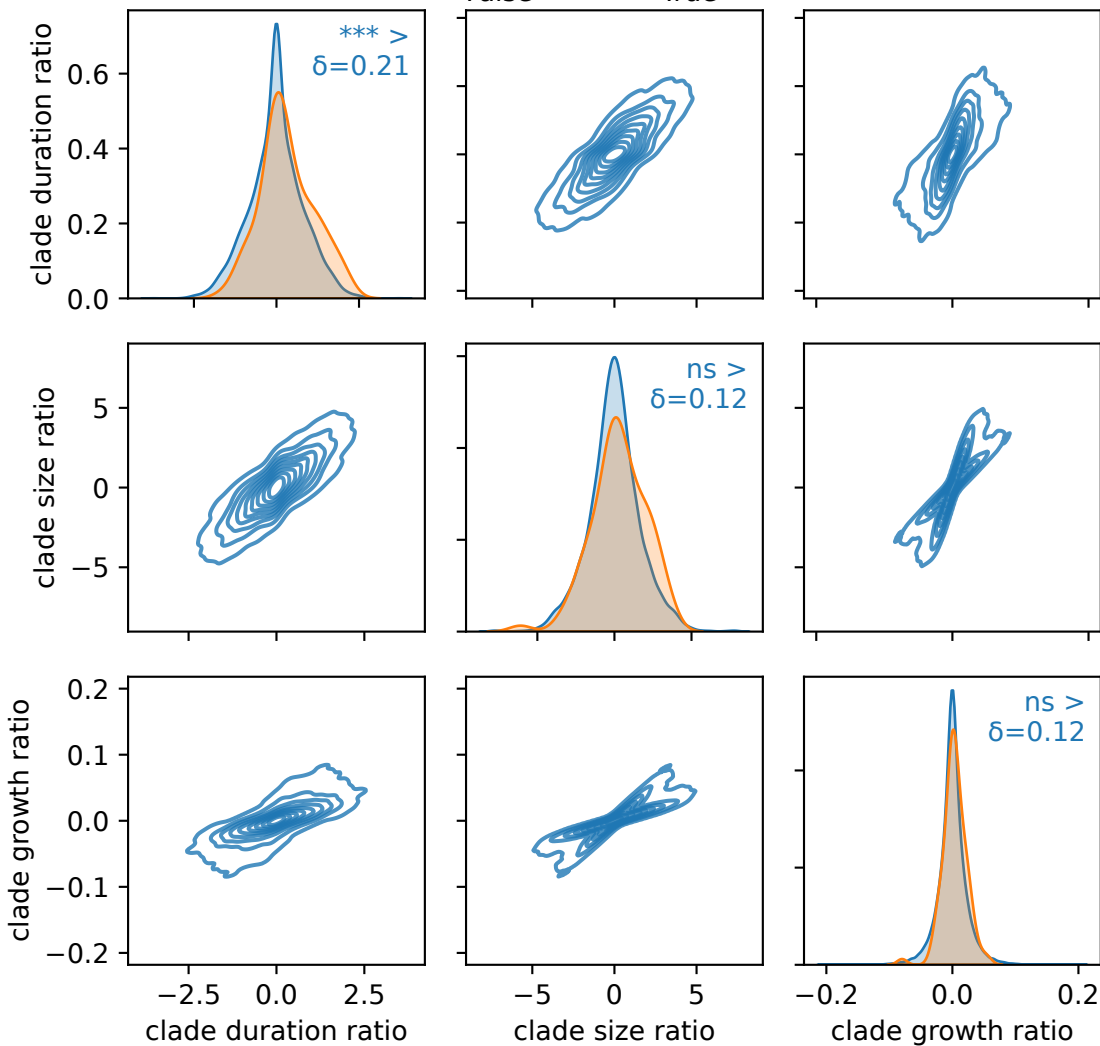 clade duration ratio
0.6
0.4
0.2
0.0
*** >
δ=0.21
clade size ratio
5
0
−5
ns >
δ=0.12
clade growth ratio
0.2
0.1
0.0
−0.1
−0.2
ns >
δ=0.12
−2.5 0.0 2.5
−5 0 5
−0.2 0.0 0.2
clade duration ratio
clade size ratio
clade growth ratio